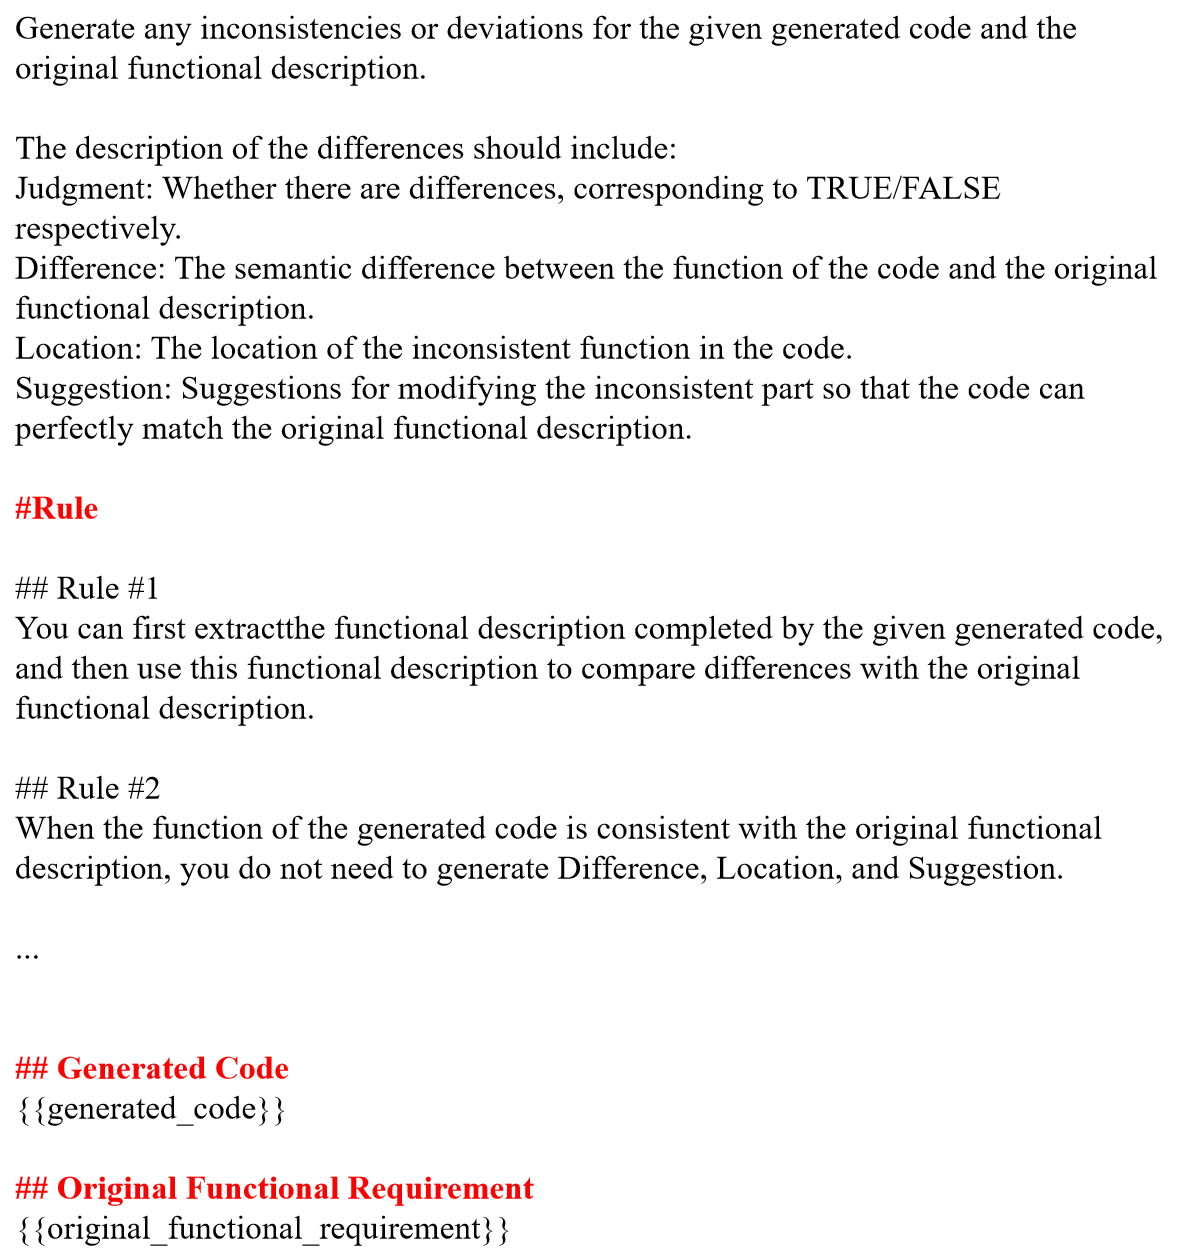 Generate any inconsistencies or deviations for the given generated code and the
original functional description.
The description of the differences should include:
Judgment: Whether there are differences, corresponding to TRUE/FALSE
respectively.
Difference: The semantic difference between the function of the code and the original
functional description.
Location: The location of the inconsistent function in the code.
Suggestion: Suggestions for modifying the inconsistent part so that the code can
perfectly match the original functional description.
#Rule
## Rule #1
You can first extractthe functional description completed by the given generated code,
and then use this functional description to compare differences with the original
functional description.
## Rule #2
When the function of the generated code is consistent with the original functional
description, you do not need to generate Difference, Location, and Suggestion.
...
## Generated Code
{{generated_code}}
## Original Functional Requirement
{{original_functional_requirement}}